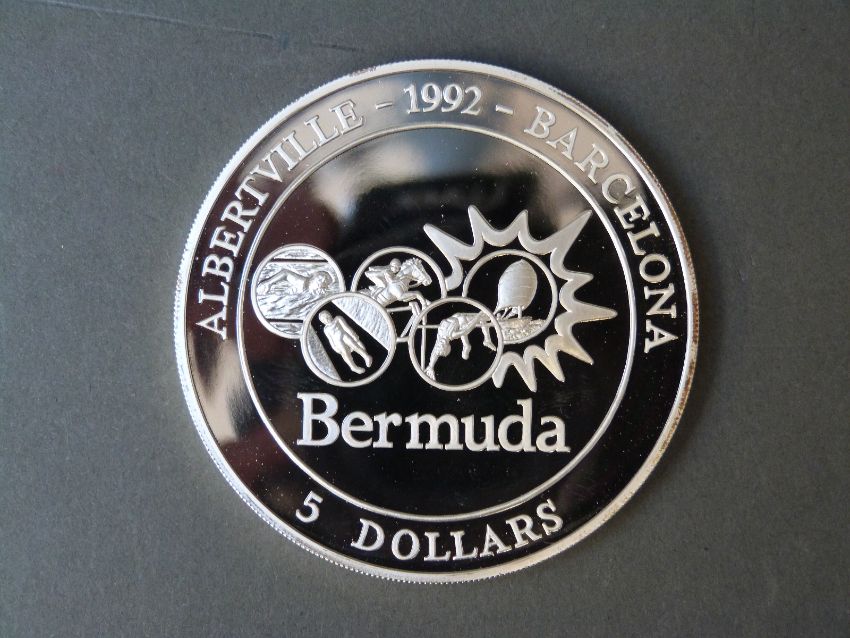 ALBERTVILLE – 1992 – BARCELONA
Bermuda
5 DOLLARS